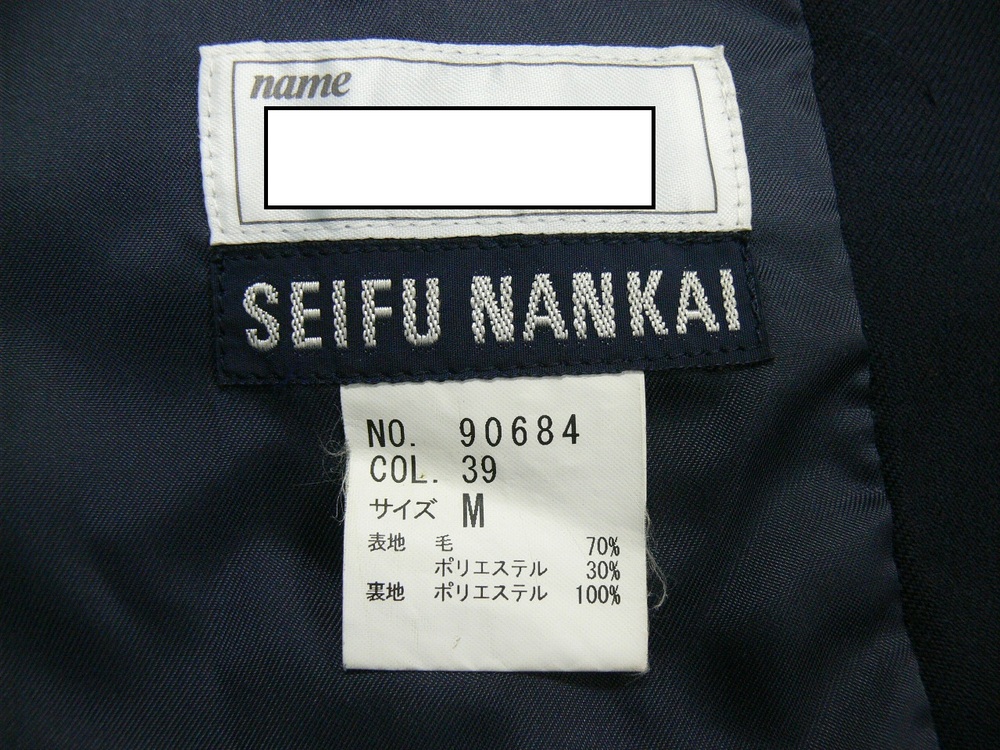 name
SEIFU NANKAI
NO. 90684
COL. 39
サイズ M
表地 毛 70%
ポリエステル 30%
裏地 ポリエステル 100%